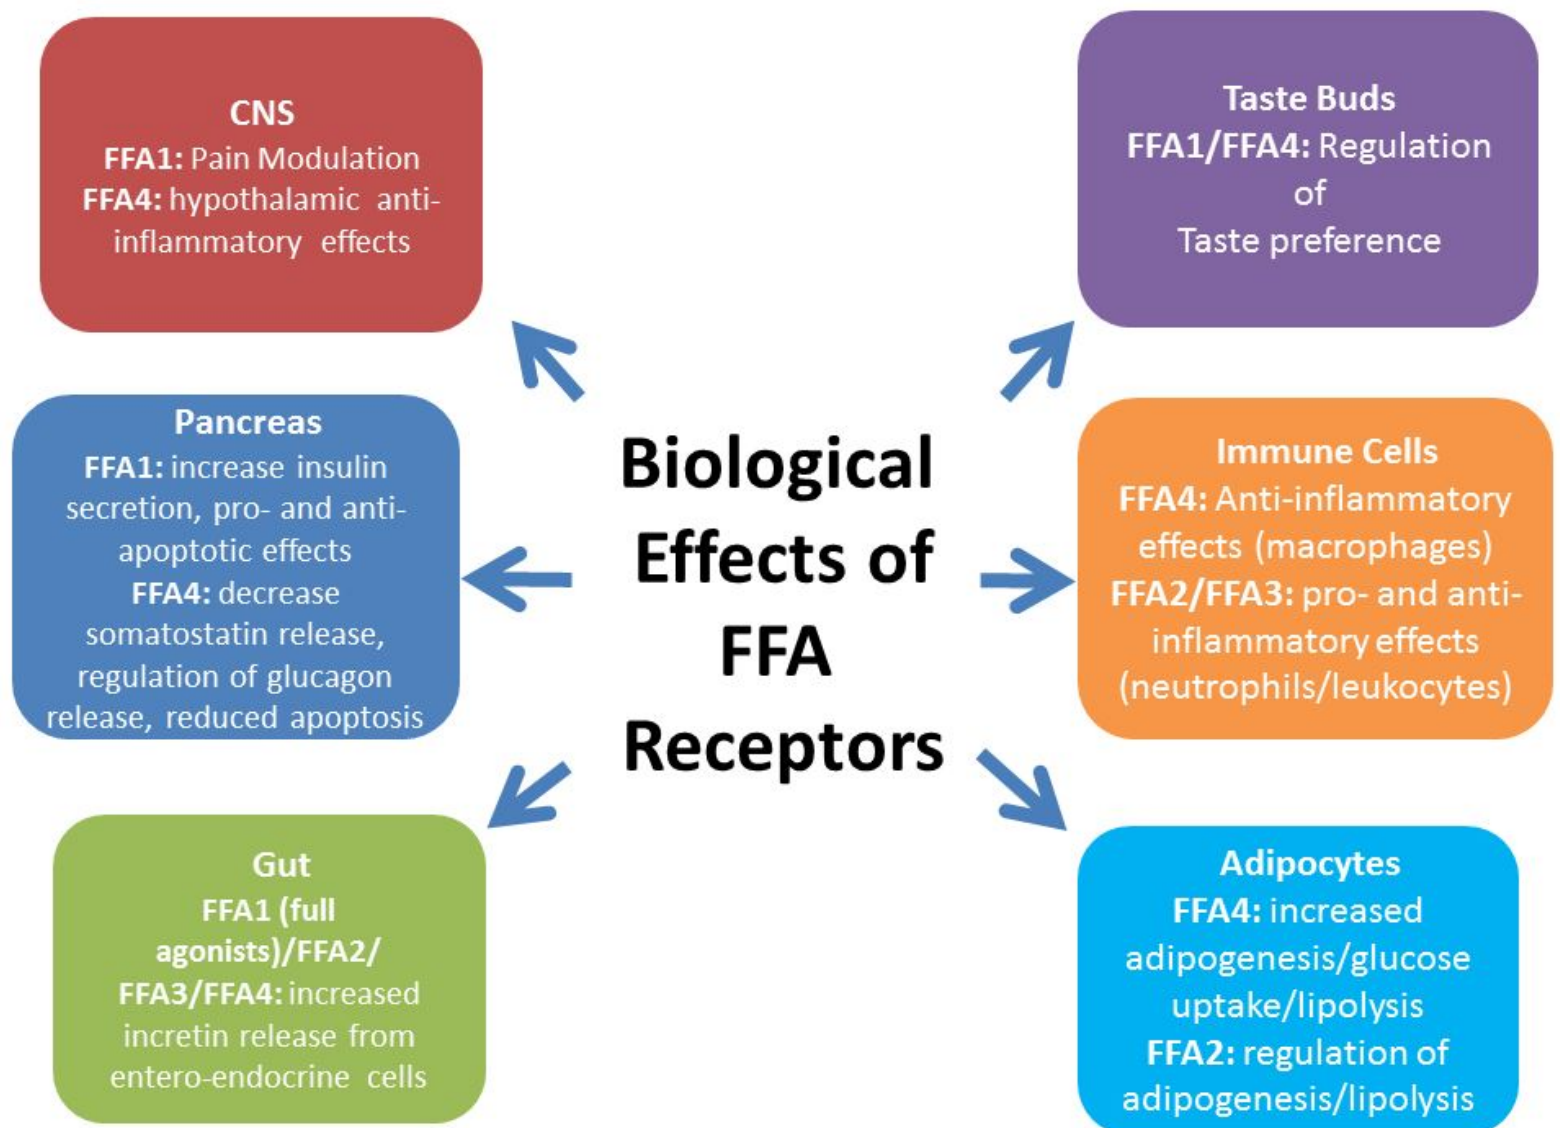 CNS
FFA1: Pain Modulation
FFA4: hypothalamic anti-
inflammatory effects
Taste Buds
FFA1/FFA4: Regulation
of
Taste preference
Pancreas
FFA1: increase insulin
secretion, pro- and anti-
apoptotic effects
FFA4: decrease
somatostatin release,
regulation of glucagon
release, reduced apoptosis
Biological
Effects of
FFA
Receptors
Immune Cells
FFA4: Anti-inflammatory
effects (macrophages)
FFA2/FFA3: pro- and anti-
inflammatory effects
(neutrophils/leukocytes)
Gut
FFA1 (full
agonists)/FFA2/
FFA3/FFA4: increased
incretin release from
entero-endocrine cells
Adipocytes
FFA4: increased
adipogenesis/glucose
uptake/lipolysis
FFA2: regulation of
adipogenesis/lipolysis